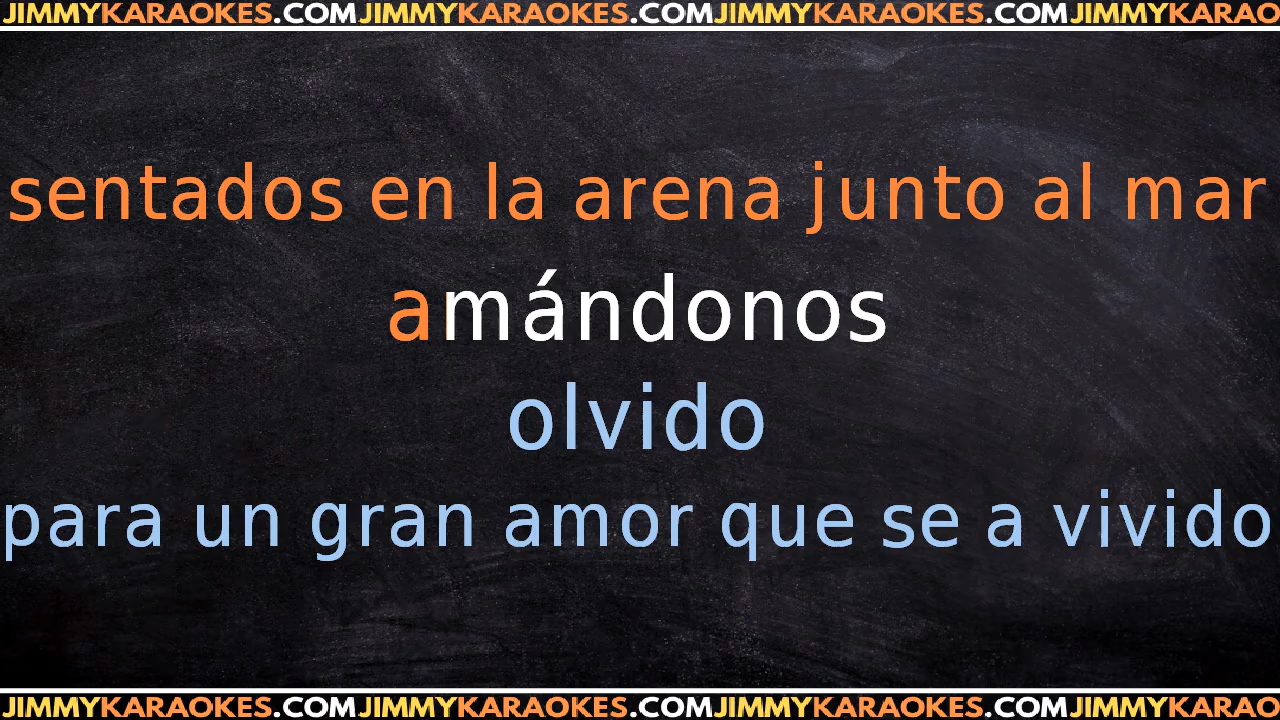 JIMMYKARAOKES.COMJIMMYKARAOKES.COMJIMMYKARAOKES.COMJIMMYKARAO
sentados en la arena junto al mar
amándonos
olvido
para un gran amor que se a vivido
JIMMYKARAOKES.COMJIMMYKARAOKES.COMJIMMYKARAOKES.COMJIMMYKARAO